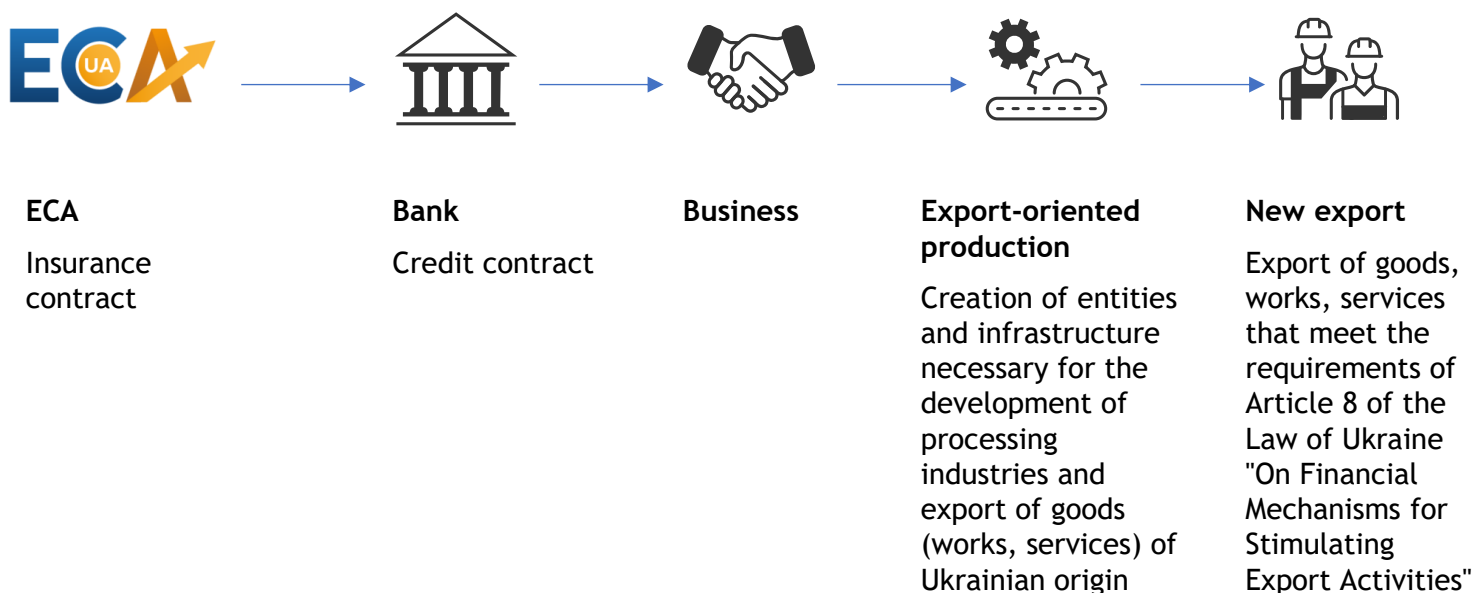 ECA
UA
ECA
Insurance
contract
Bank
Credit contract
Business
Export-oriented
production
Creation of entities
and infrastructure
necessary for the
development of
processing
industries and
export of goods
(works, services) of
Ukrainian origin
New export
Export of goods,
works, services
that meet the
requirements of
Article 8 of the
Law of Ukraine
"On Financial
Mechanisms for
Stimulating
Export Activities"